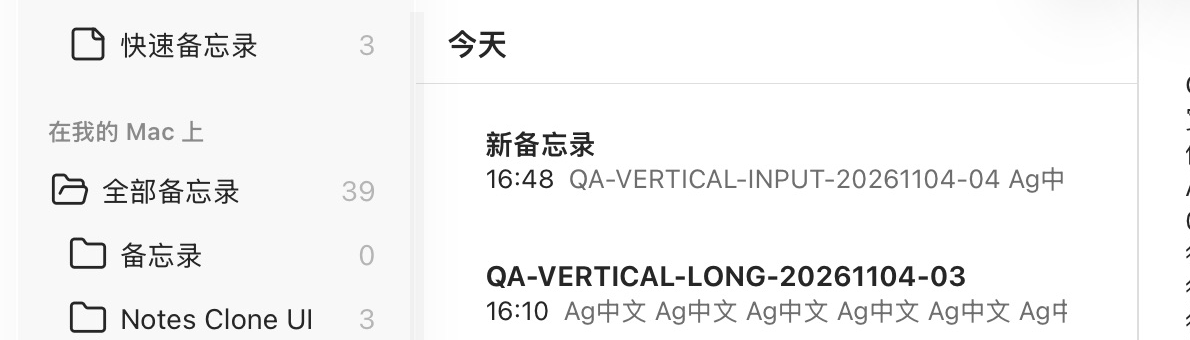 快速备忘录 3
在我的 Mac 上
全部备忘录 39
备忘录 0
Notes Clone UI 3
今天
新备忘录
16:48 QA-VERTICAL-INPUT-20261104-04 Ag中
QA-VERTICAL-LONG-20261104-03
16:10 Ag中文 Ag中文 Ag中文 Ag中文 Ag中文 Ag